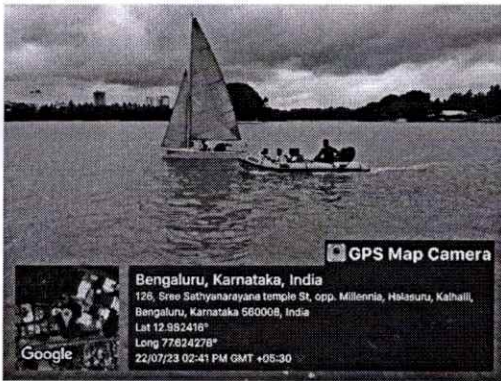 GPS Map Camera
Bengaluru, Karnataka, India
126, Sree Sathyanarayana temple St, opp. Millennia, Halasuru, Kalhalli,
Bengaluru, Karnataka 560008, India
Lat 12.982416°
Long 77.624278°
22/07/23 02:41 PM GMT +05:30
Google